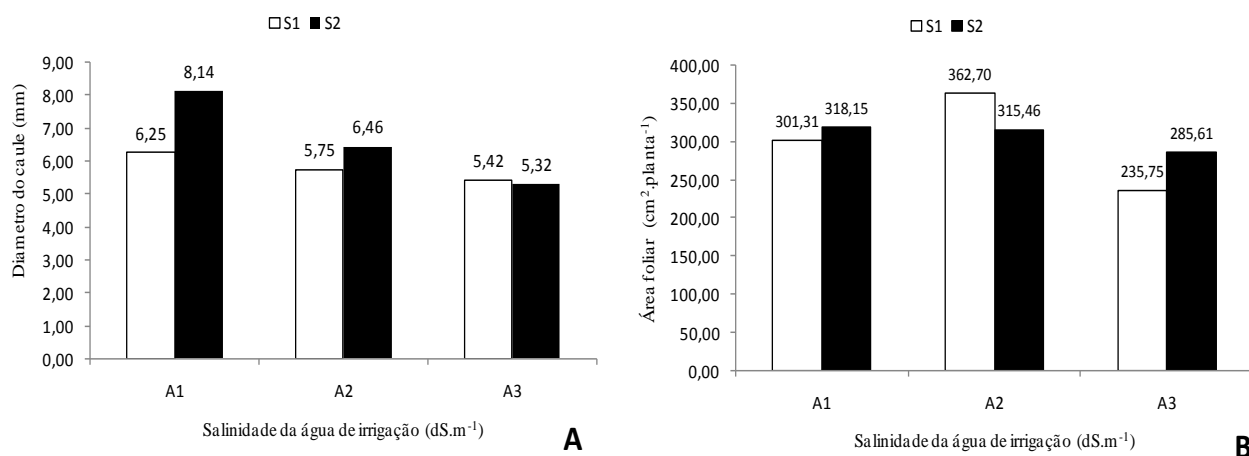 S1 S2
Diametro do caule (mm)
9,00
8,00
7,00
6,00
5,00
4,00
3,00
2,00
1,00
0,00
6,25
8,14
5,75
6,46
5,42
5,32
A1
A2
A3
Salinidade da água de irrigação (dS.m⁻¹)
A
S1 S2
Área foliar (cm².planta⁻¹)
400,00
350,00
300,00
250,00
200,00
150,00
100,00
50,00
0,00
301,31
318,15
362,70
315,46
235,75
285,61
A1
A2
A3
Salinidade da água de irrigação (dS.m⁻¹)
B